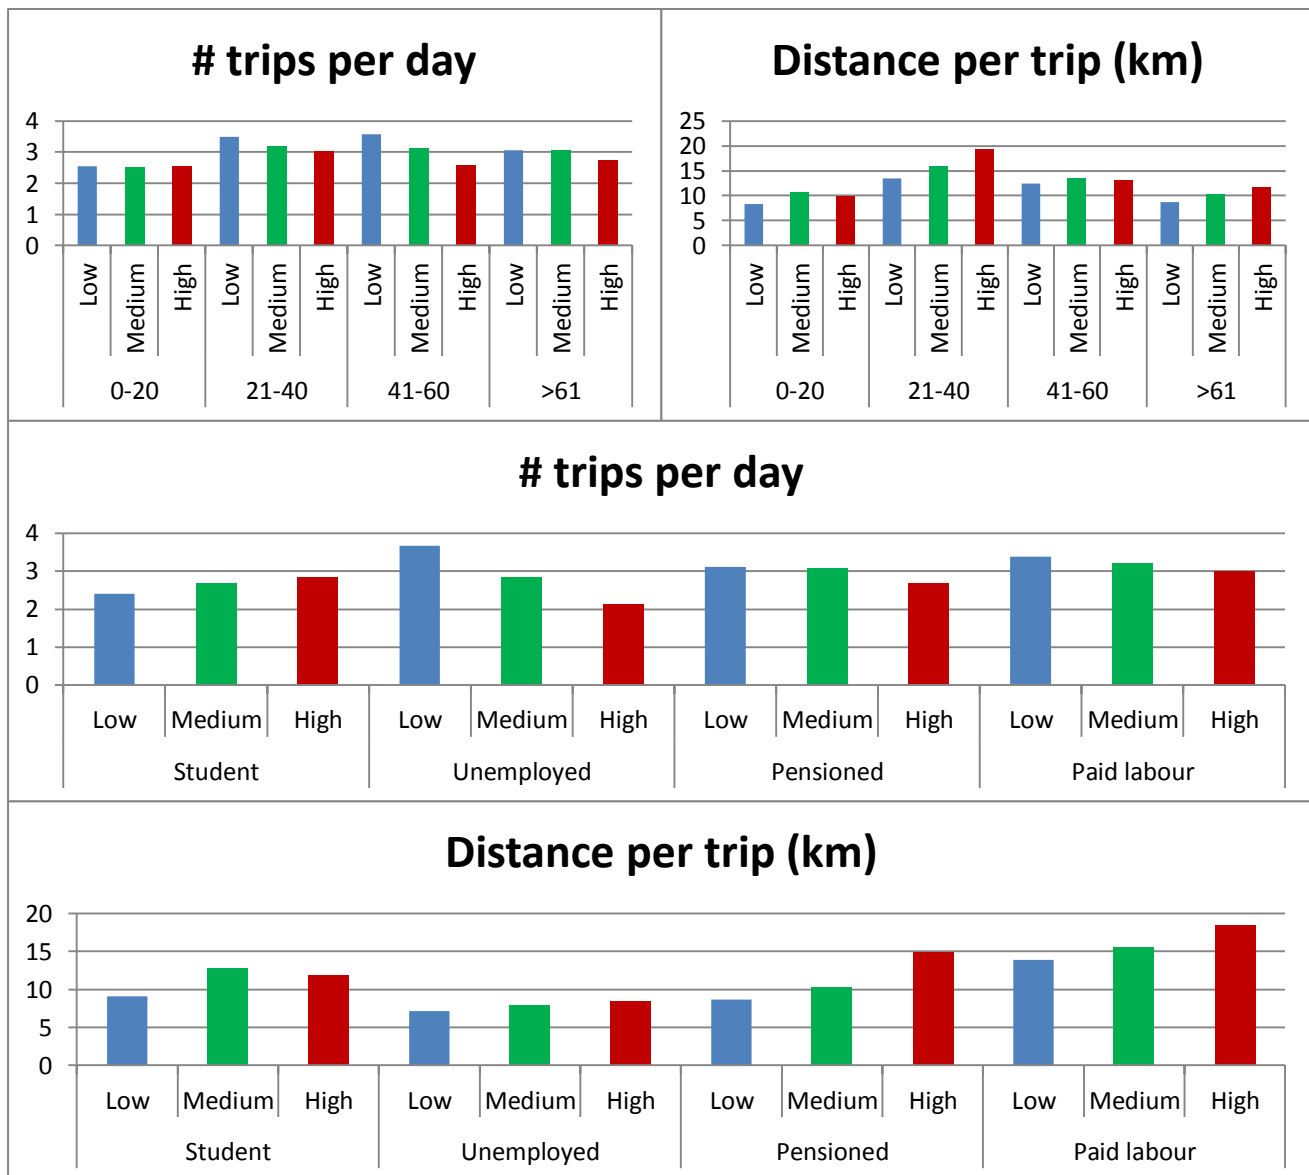 # trips per day
4
3
2
1
0
Low Medium High Low Medium High Low Medium High Low Medium High
0-20 21-40 41-60 >61
Distance per trip (km)
25
20
15
10
5
0
Low Medium High Low Medium High Low Medium High Low Medium High
0-20 21-40 41-60 >61
# trips per day
4
3
2
1
0
Low Medium High Low Medium High Low Medium High Low Medium High
Student Unemployed Pensioned Paid labour
Distance per trip (km)
20
15
10
5
0
Low Medium High Low Medium High Low Medium High Low Medium High
Student Unemployed Pensioned Paid labour